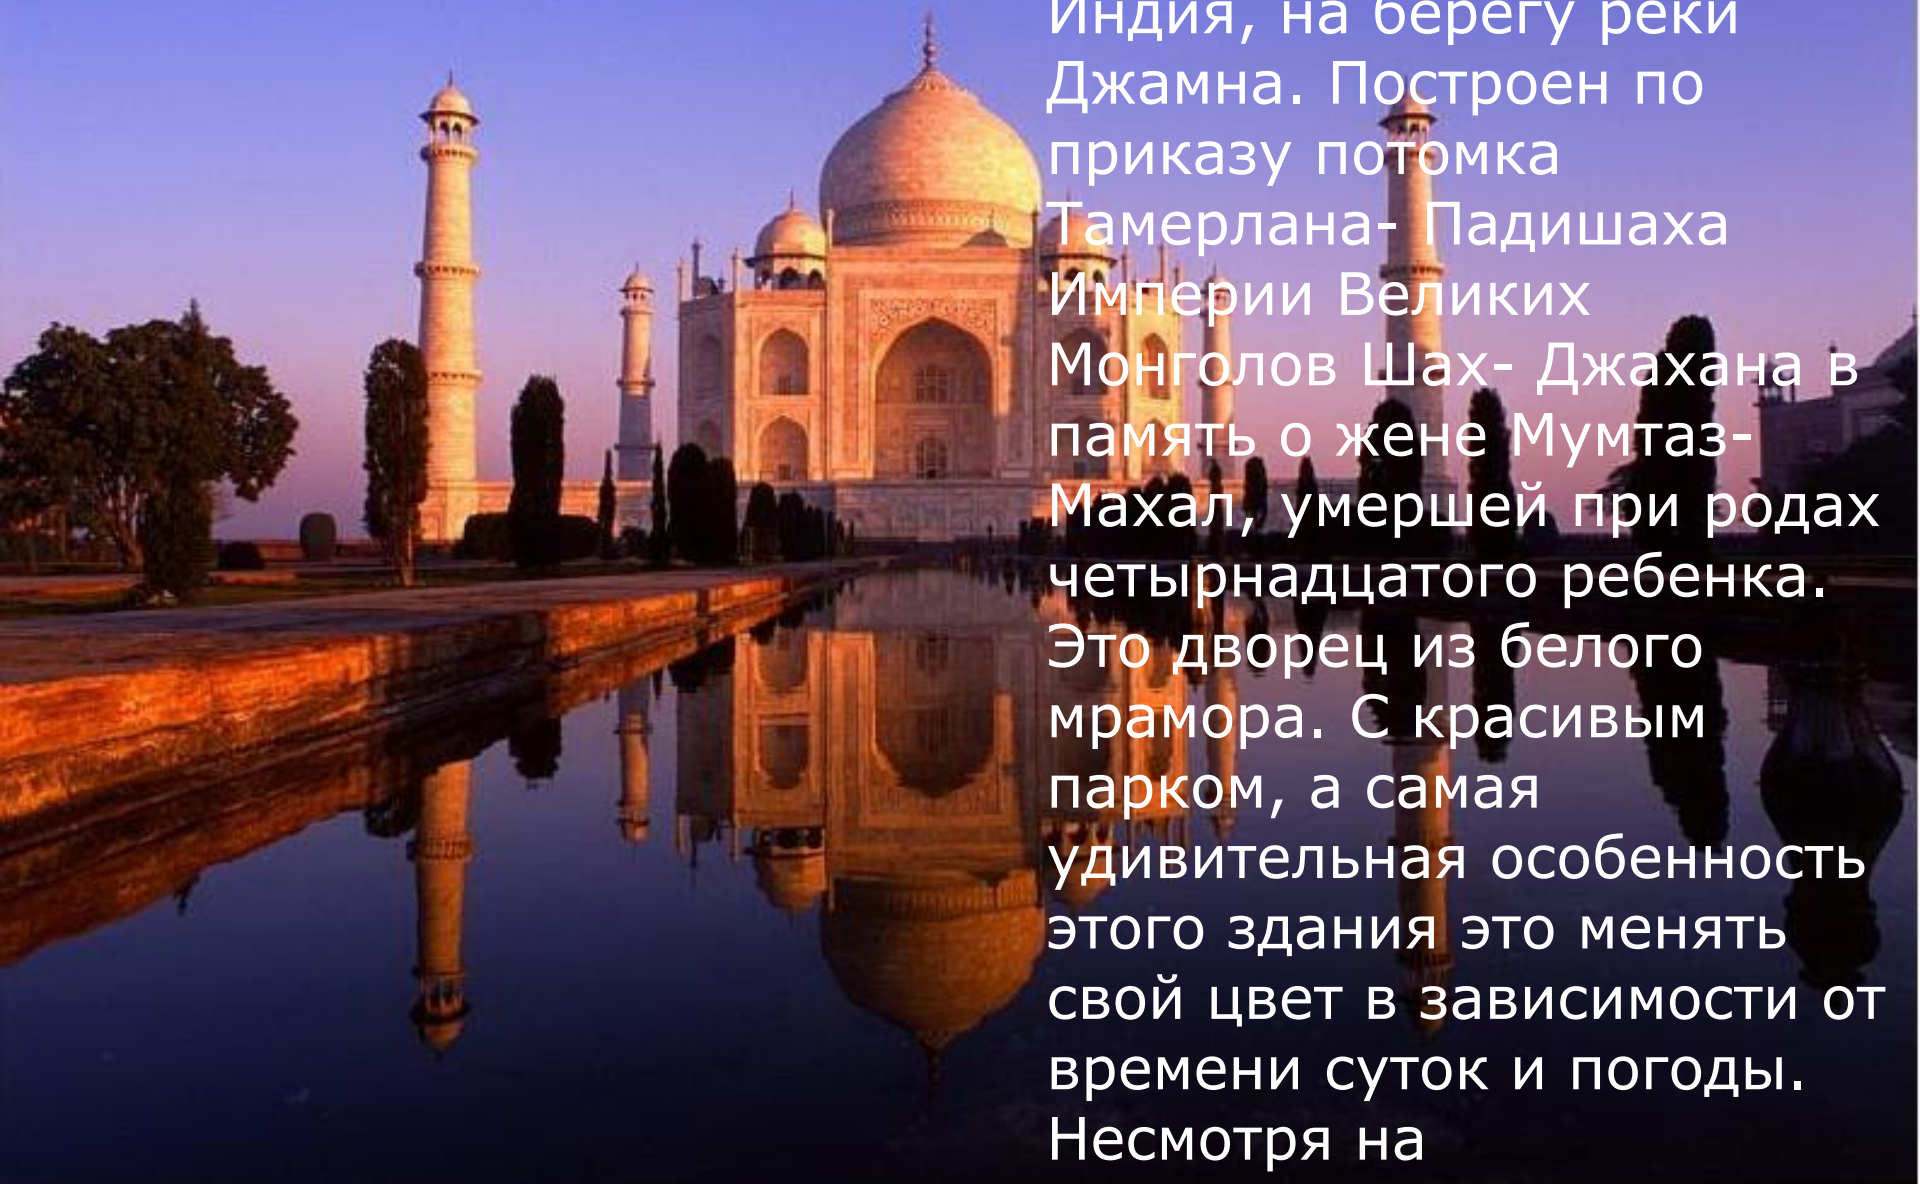 Индия, на берегу реки
Джамна. Построен по
приказу потомка
Тамерлана- Падишаха
Империи Великих
Монголов Шах- Джахана в
память о жене Мумтаз-
Махал, умершей при родах
четырнадцатого ребенка.
Это дворец из белого
мрамора. С красивым
парком, а самая
удивительная особенность
этого здания это менять
свой цвет в зависимости от
времени суток и погоды.
Несмотря на